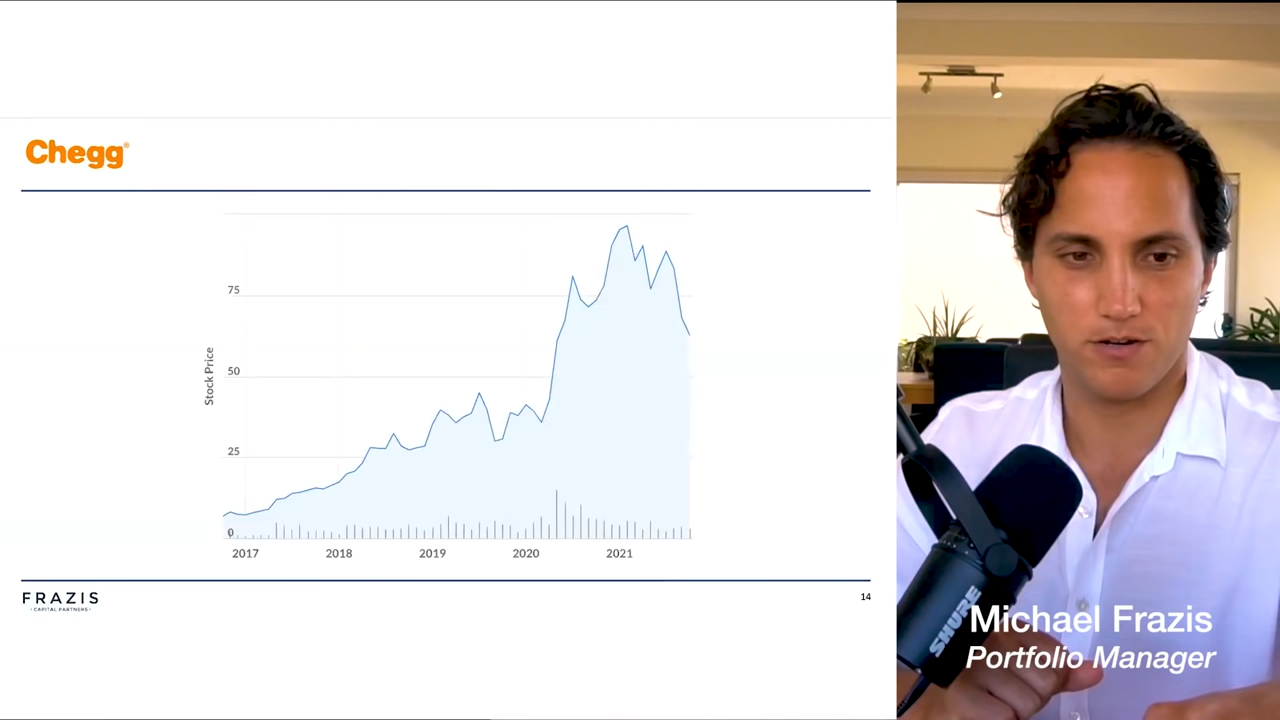 Chegg®
75
50
25
0
Stock Price
2017 2018 2019 2020 2021
FRAZIS
· CAPITAL PARTNERS ·
14
SHURE
Michael Frazis
Portfolio Manager